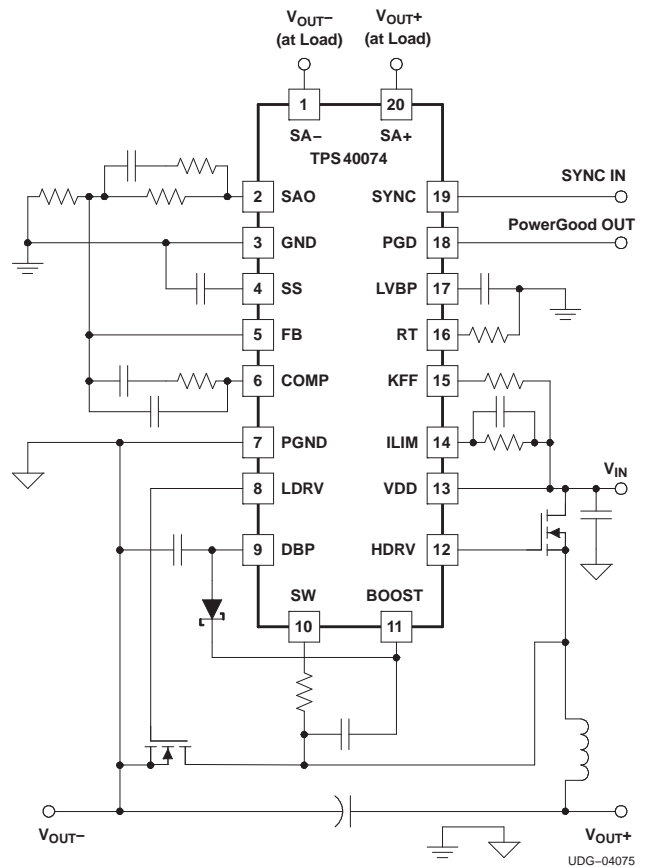 VOUT− VOUT+
(at Load) (at Load)
1 20
SA− SA+
TPS40074
SYNC IN
2 SAO SYNC 19
PowerGood OUT
3 GND PGD 18
4 SS LVBP 17
5 FB RT 16
6 COMP KFF 15
7 PGND ILIM 14
VIN
8 LDRV VDD 13
9 DBP HDRV 12
SW BOOST
10 11
VOUT− VOUT+
UDG−04075